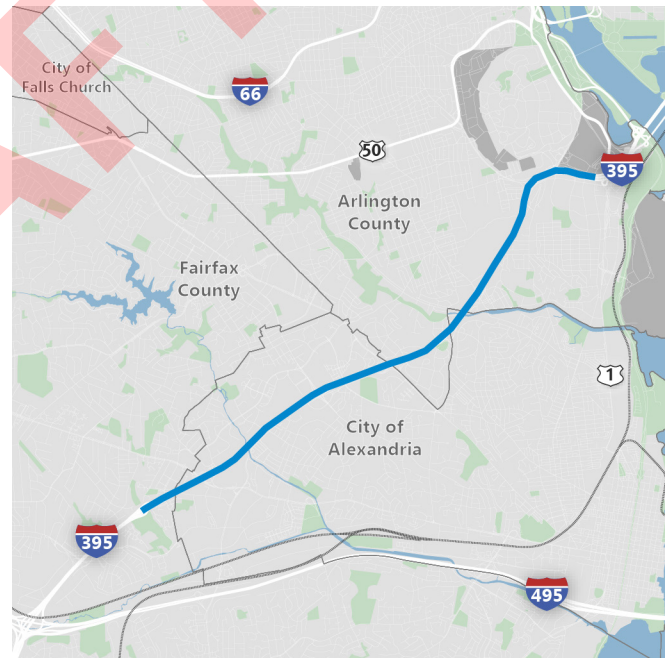 City of
Falls Church
66
50
395
Arlington
County
Fairfax
County
1
City of
Alexandria
395
495